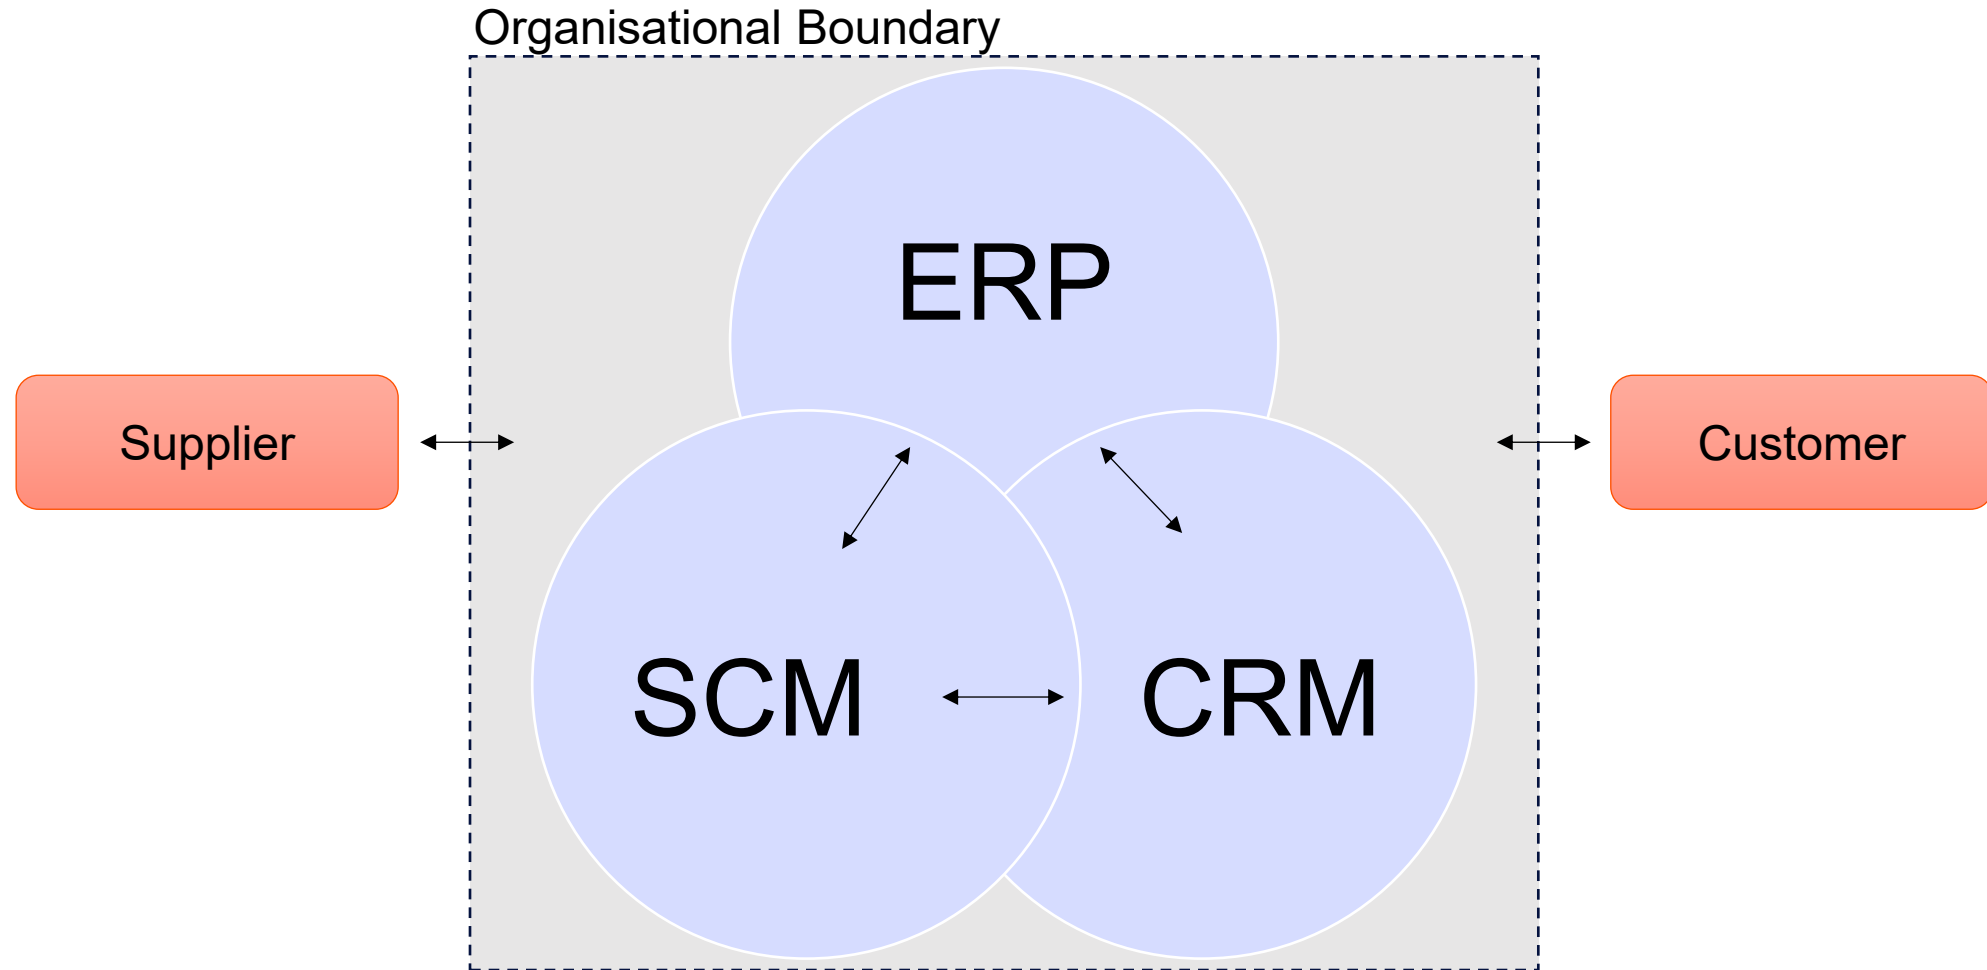 Organisational Boundary
ERP
Supplier
Customer
SCM
CRM